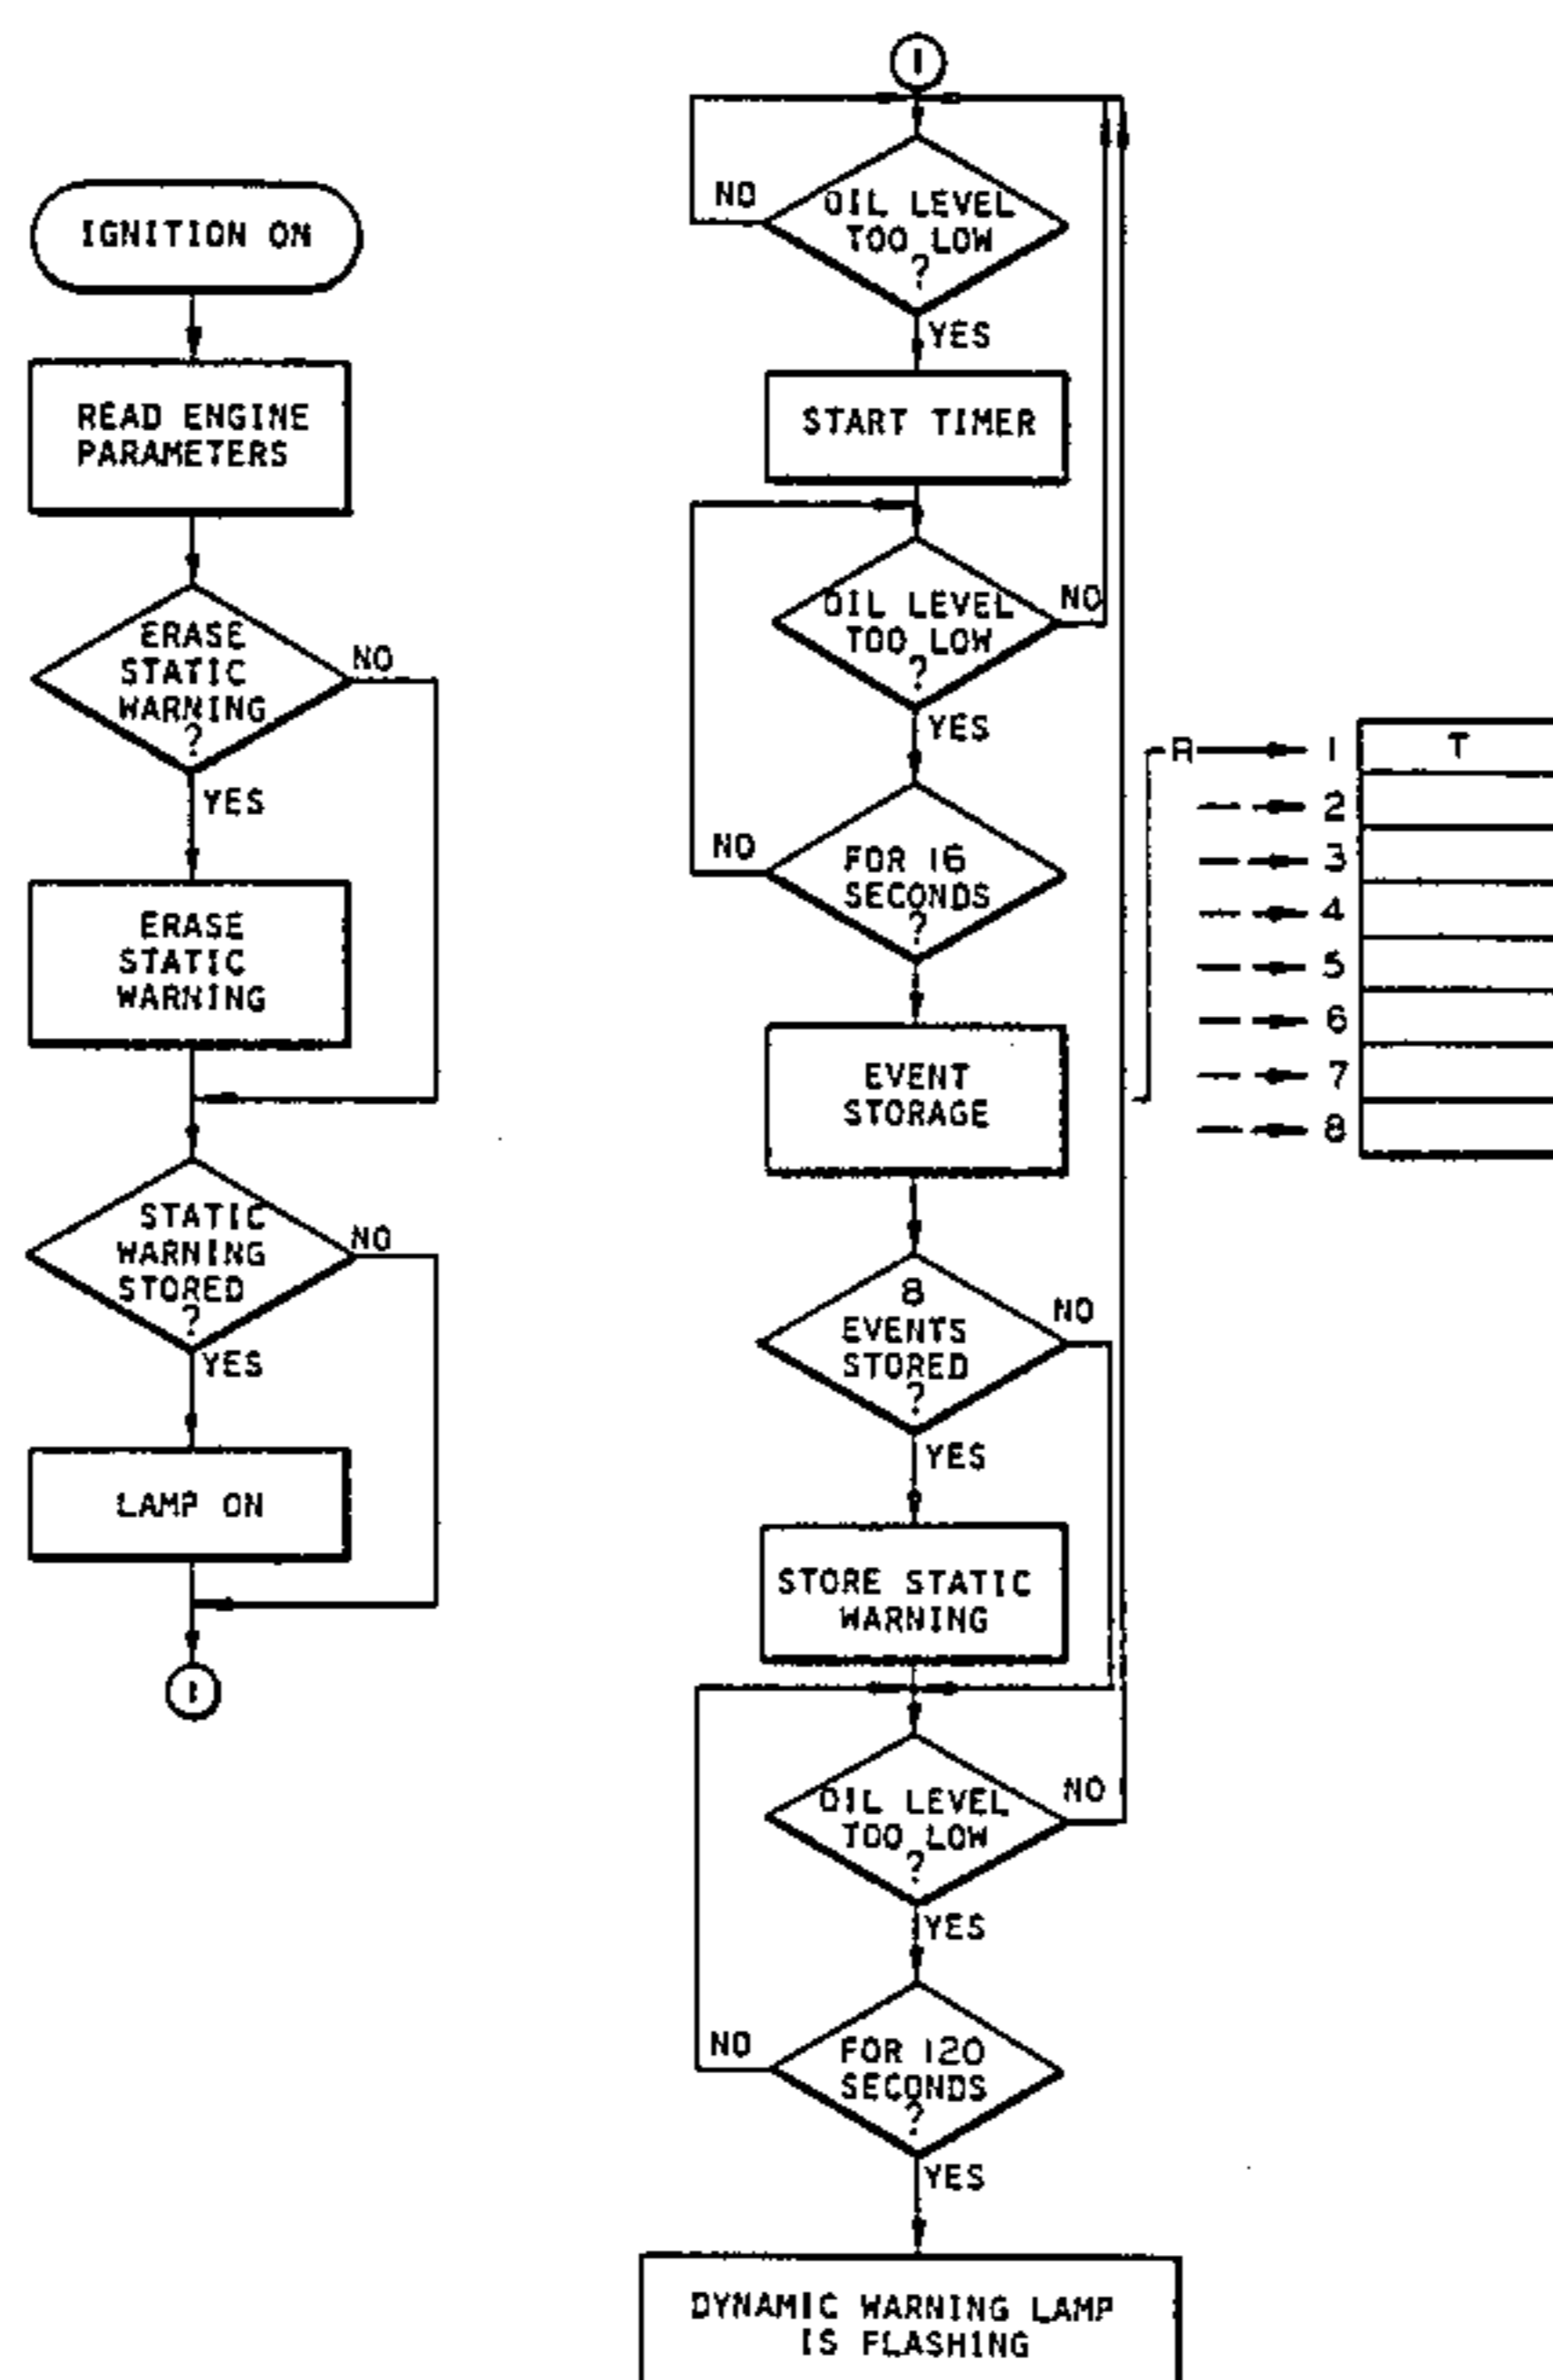 IGNITION ON
READ ENGINE
PARAMETERS
ERASE
STATIC
WARNING
?
NO
YES
ERASE
STATIC
WARNING
STATIC
WARNING
STORED
?
NO
YES
LAMP ON
1
1
OIL LEVEL
TOO LOW
?
NO
YES
START TIMER
OIL LEVEL
TOO LOW
?
NO
YES
FOR 16
SECONDS
?
NO
EVENT
STORAGE
8
EVENTS
STORED
?
NO
YES
STORE STATIC
WARNING
OIL LEVEL
TOO LOW
?
NO
YES
FOR 120
SECONDS
?
NO
YES
DYNAMIC WARNING LAMP
IS FLASHING
A 1 T
2
3
4
5
6
7
8